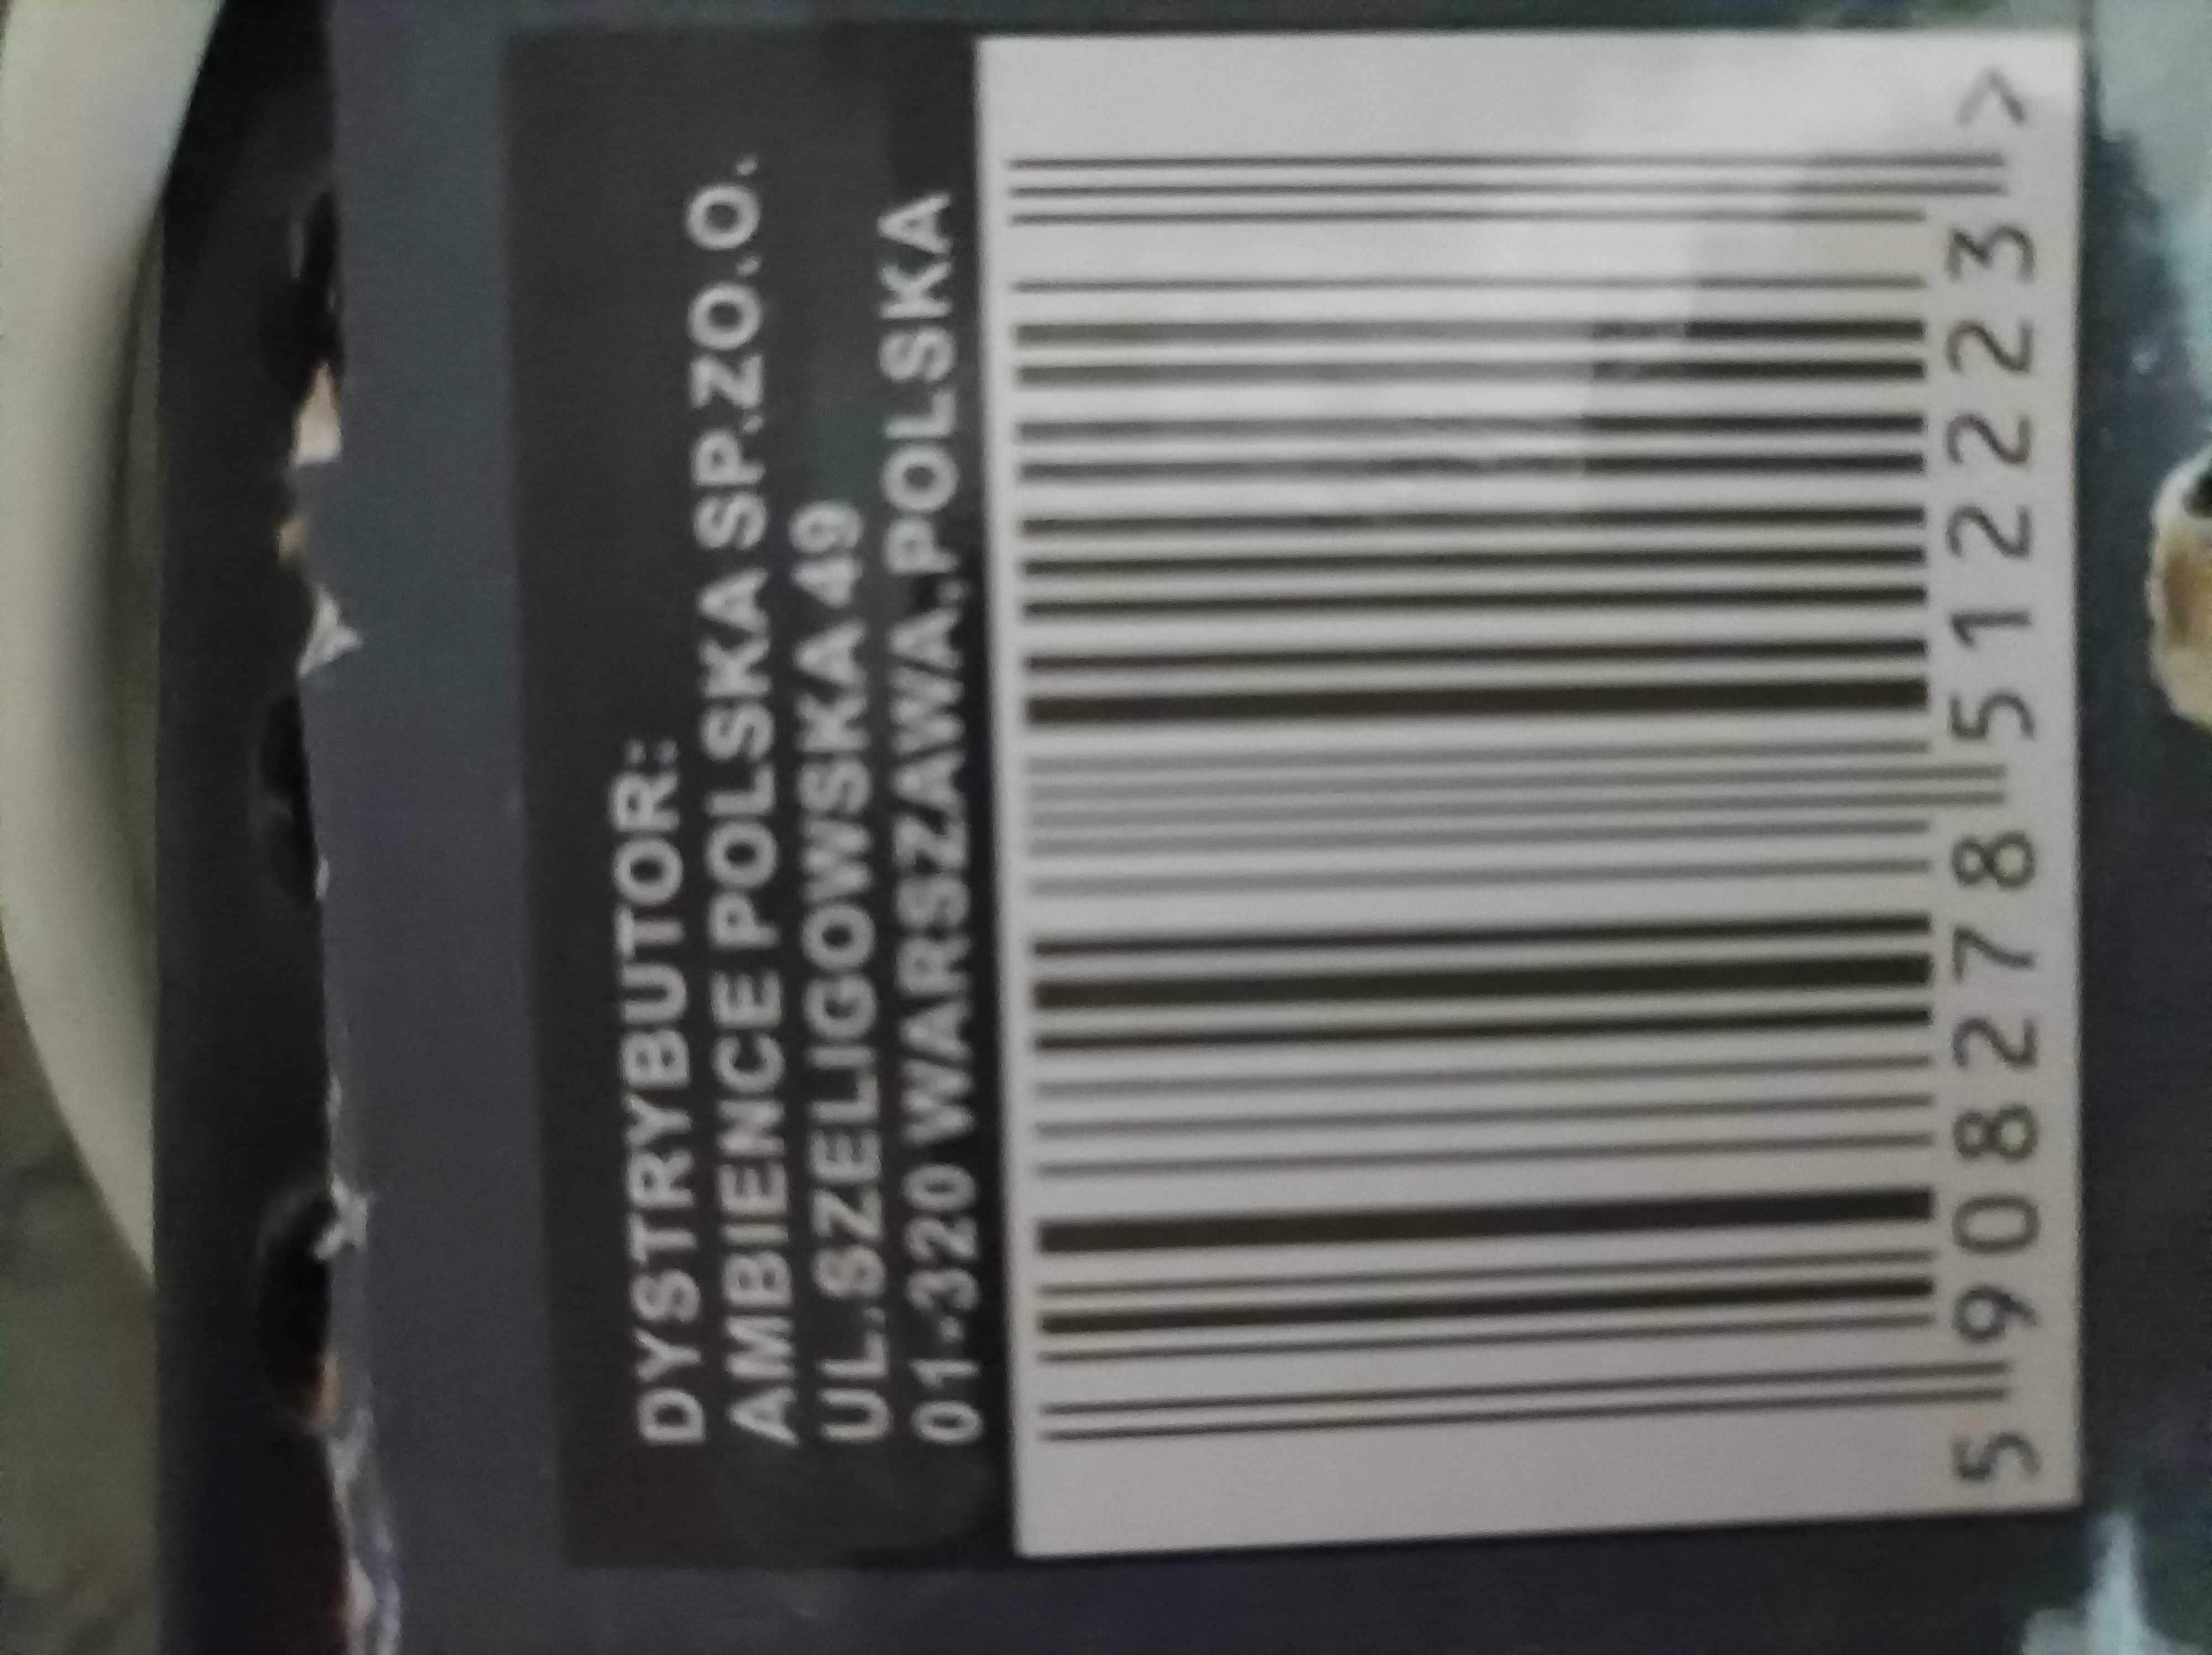 DYSTRYBUTOR:
AMBIENCE POLSKA SP.ZO.O.
UL.SZELIGOWSKA 49
01-320 WARSZAWA,POLSKA
5 908278 512223 >